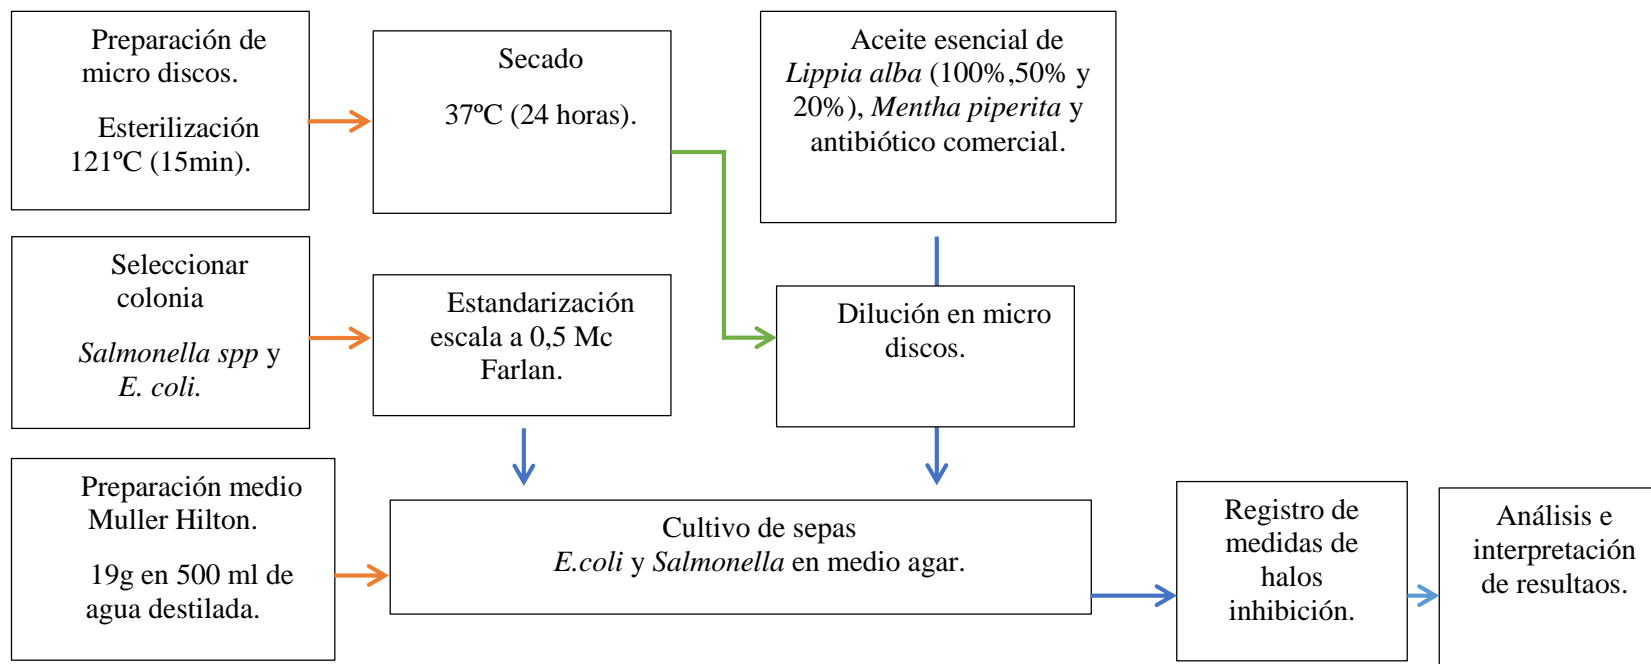 Preparación de
micro discos.
Esterilización
121ºC (15min).
Secado
37ºC (24 horas).
Aceite esencial de
Lippia alba (100%,50% y
20%), Mentha piperita y
antibiótico comercial.
Seleccionar
colonia
Salmonella spp y
E. coli.
Estandarización
escala a 0,5 Mc
Farlan.
Dilución en micro
discos.
Preparación medio
Muller Hilton.
19g en 500 ml de
agua destilada.
Cultivo de sepas
E.coli y Salmonella en medio agar.
Registro de
medidas de
halos
inhibición.
Análisis e
interpretación
de resultaos.